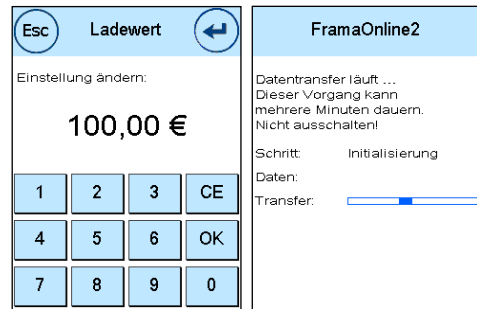 Esc Ladewert
Einstellung ändern:
100,00 €
1 2 3 CE
4 5 6 OK
7 8 9 0
FramaOnline2
Datentransfer läuft ...
Dieser Vorgang kann
mehrere Minuten dauern.
Nicht ausschalten!
Schritt: Initialisierung
Daten:
Transfer: